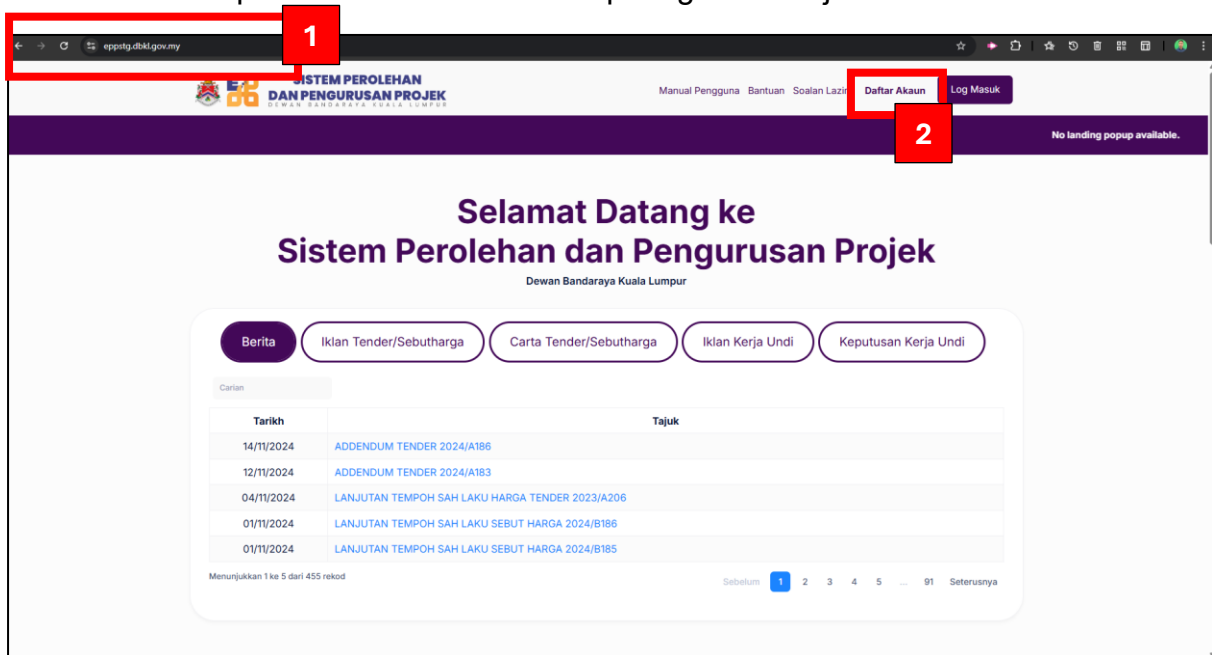 1
eppstg.dbkl.gov.my
SISTEM PEROLEHAN
DAN PENGURUSAN PROJEK
DEWAN BANDARAYA KUALA LUMPUR
Manual Pengguna Bantuan Soalan Lazim Daftar Akaun Log Masuk
2
No landing popup available.
Selamat Datang ke
Sistem Perolehan dan Pengurusan Projek
Dewan Bandaraya Kuala Lumpur
Berita Iklan Tender/Sebutharga Carta Tender/Sebutharga Iklan Kerja Undi Keputusan Kerja Undi
Carian
Tarikh Tajuk
14/11/2024 ADDENDUM TENDER 2024/A186
12/11/2024 ADDENDUM TENDER 2024/A183
04/11/2024 LANJUTAN TEMPOH SAH LAKU HARGA TENDER 2023/A206
01/11/2024 LANJUTAN TEMPOH SAH LAKU SEBUT HARGA 2024/B186
01/11/2024 LANJUTAN TEMPOH SAH LAKU SEBUT HARGA 2024/B185
Menunjukkan 1 ke 5 dari 455 rekod
Sebelum 1 2 3 4 5 ... 91 Seterusnya